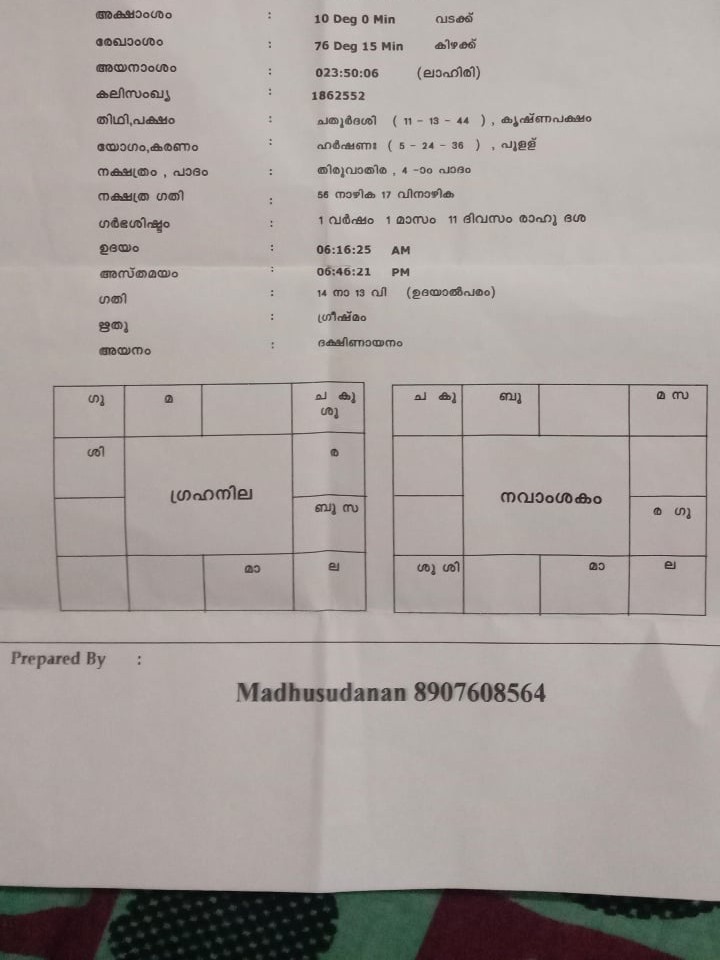 അക്ഷാംശം : 10 Deg 0 Min വടക്ക്
രേഖാംശം : 76 Deg 15 Min കിഴക്ക്
അയനാംശം : 023:50:06 (ലാഹിരി)
കലിസംഖ്യ : 1862552
തിഥി,പക്ഷം : ചതുർദശി ( 11 - 13 - 44 ) , കൃഷ്ണപക്ഷം
യോഗം,കരണം : ഹർഷണഃ ( 5 - 24 - 36 ) , പുള്ള്
നക്ഷത്രം , പാദം : തിരുവാതിര , 4 -ാം പാദം
നക്ഷത്ര ഗതി : 56 നാഴിക 17 വിനാഴിക
ഗർഭശിഷ്ടം : 1 വർഷം 1 മാസം 11 ദിവസം രാഹു ദശ
ഉദയം : 06:16:25 AM
അസ്തമയം : 06:46:21 PM
ഗതി : 14 നാ 13 വി (ഉദയാൽപരം)
ഋതു : ഗ്രീഷ്മം
അയനം : ദക്ഷിണായനം
ഗു മ ച കു
ശു
ശി ര
ഗ്രഹനില
ബു സ
മാ ല
ച കു ബു മ സ
നവാംശകം
ര ഗു
ശു ശി മാ ല
Prepared By :
Madhusudanan 8907608564